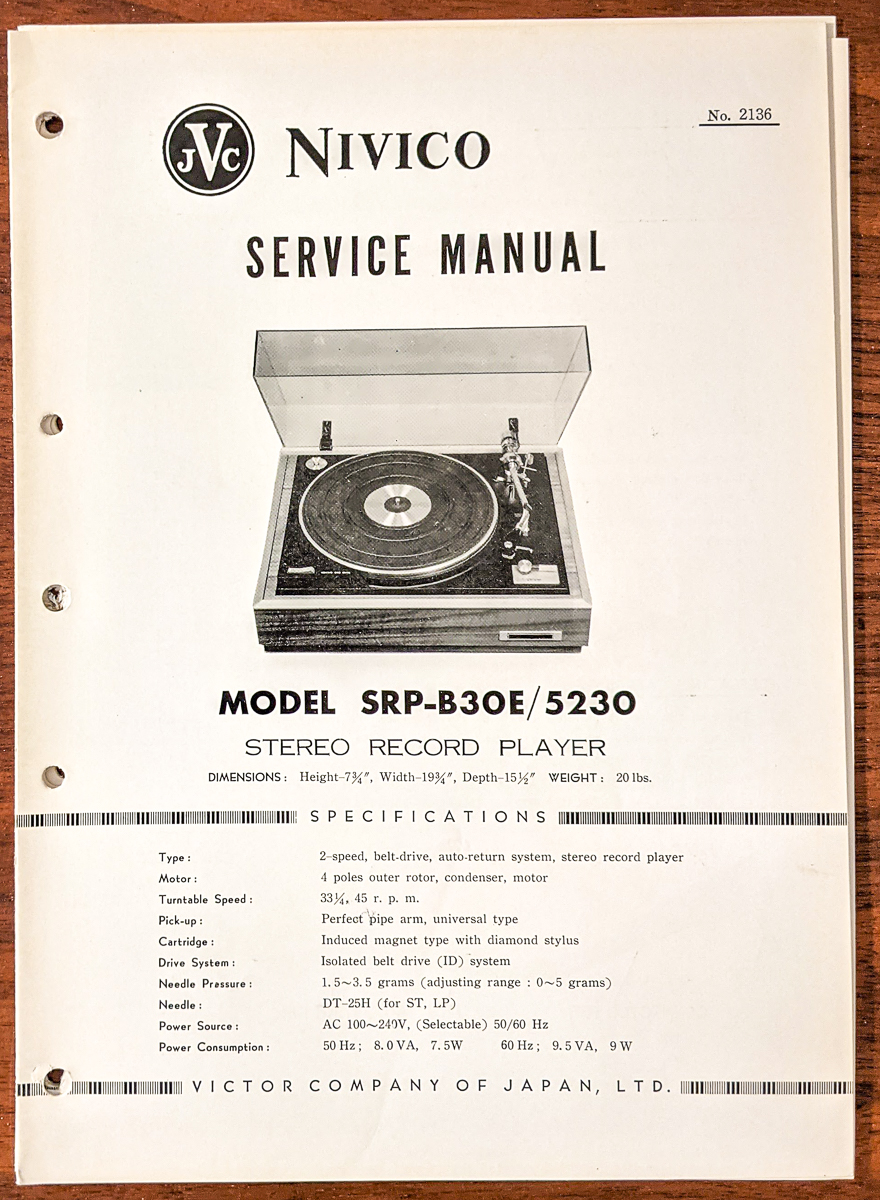 JVC NIVICO
No. 2136
SERVICE MANUAL
MODEL SRP-B30E/5230
STEREO RECORD PLAYER
DIMENSIONS: Height-7¾″, Width-19¾″, Depth-15½″ WEIGHT: 20 lbs.
SPECIFICATIONS
Type: 2-speed, belt-drive, auto-return system, stereo record player
Motor: 4 poles outer rotor, condenser, motor
Turntable Speed: 33¼, 45 r. p. m.
Pick-up: Perfect pipe arm, universal type
Cartridge: Induced magnet type with diamond stylus
Drive System: Isolated belt drive (ID) system
Needle Pressure: 1.5~3.5 grams (adjusting range : 0~5 grams)
Needle: DT-25H (for ST, LP)
Power Source: AC 100~240V, (Selectable) 50/60 Hz
Power Consumption: 50 Hz; 8.0 VA, 7.5W 60 Hz; 9.5 VA, 9 W
VICTOR COMPANY OF JAPAN, LTD.